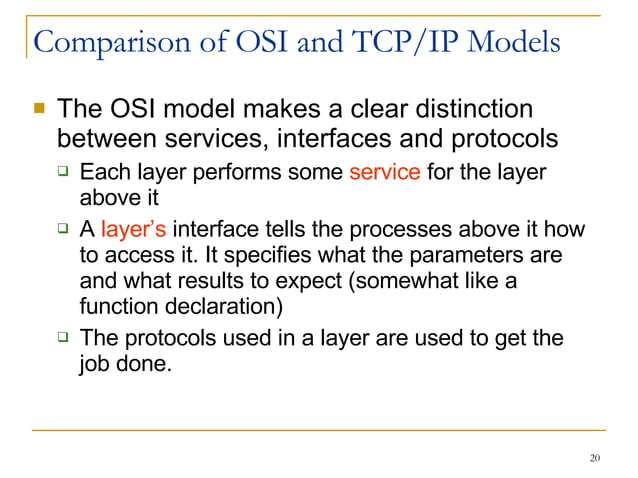 Comparison of OSI and TCP/IP Models
The OSI model makes a clear distinction
between services, interfaces and protocols
Each layer performs some service for the layer
above it
A layer’s interface tells the processes above it how
to access it. It specifies what the parameters are
and what results to expect (somewhat like a
function declaration)
The protocols used in a layer are used to get the
job done.
20